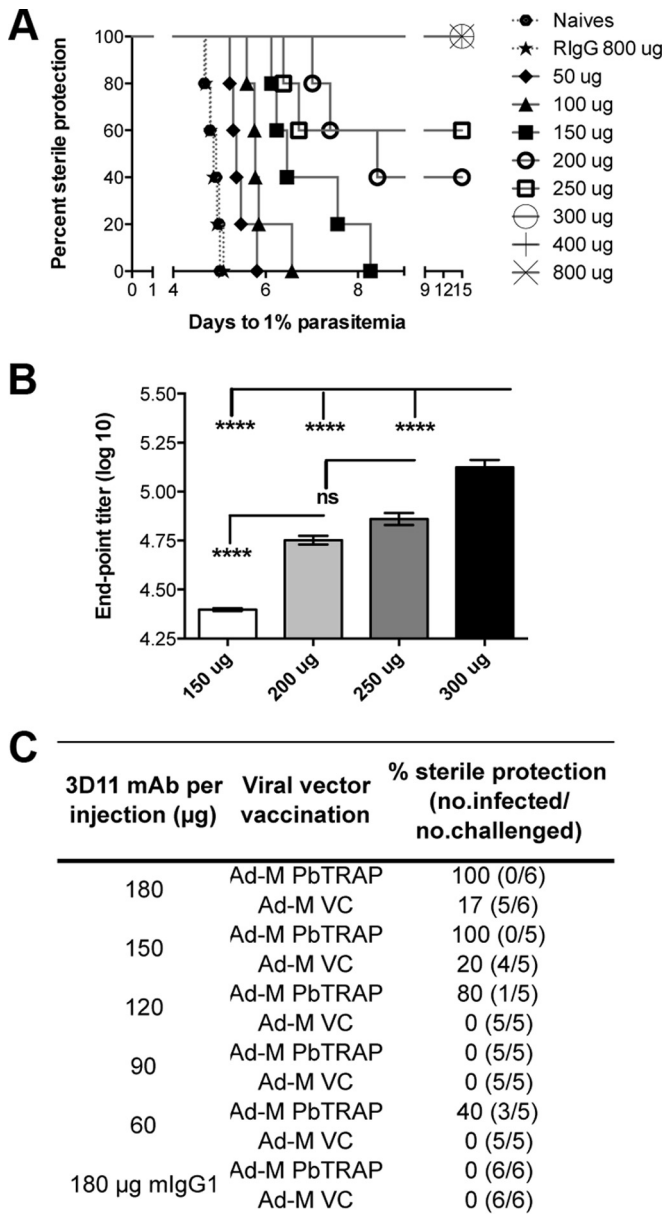 A
Percent sterile protection
100
80
60
40
20
0
0 1 4 6 8 9 12 15
Days to 1% parasitemia
Naives
RIgG 800 ug
50 ug
100 ug
150 ug
200 ug
250 ug
300 ug
400 ug
800 ug
B
End-point titer (log 10)
5.50
5.25
5.00
4.75
4.50
4.25
**** **** ****
ns
****
150 ug 200 ug 250 ug 300 ug
C
3D11 mAb per injection (µg) Viral vector vaccination % sterile protection (no.infected/ no.challenged)
180 Ad-M PbTRAP 100 (0/6)
Ad-M VC 17 (5/6)
150 Ad-M PbTRAP 100 (0/5)
Ad-M VC 20 (4/5)
120 Ad-M PbTRAP 80 (1/5)
Ad-M VC 0 (5/5)
90 Ad-M PbTRAP 0 (5/5)
Ad-M VC 0 (5/5)
60 Ad-M PbTRAP 40 (3/5)
Ad-M VC 0 (5/5)
180 µg mIgG1 Ad-M PbTRAP 0 (6/6)
Ad-M VC 0 (6/6)